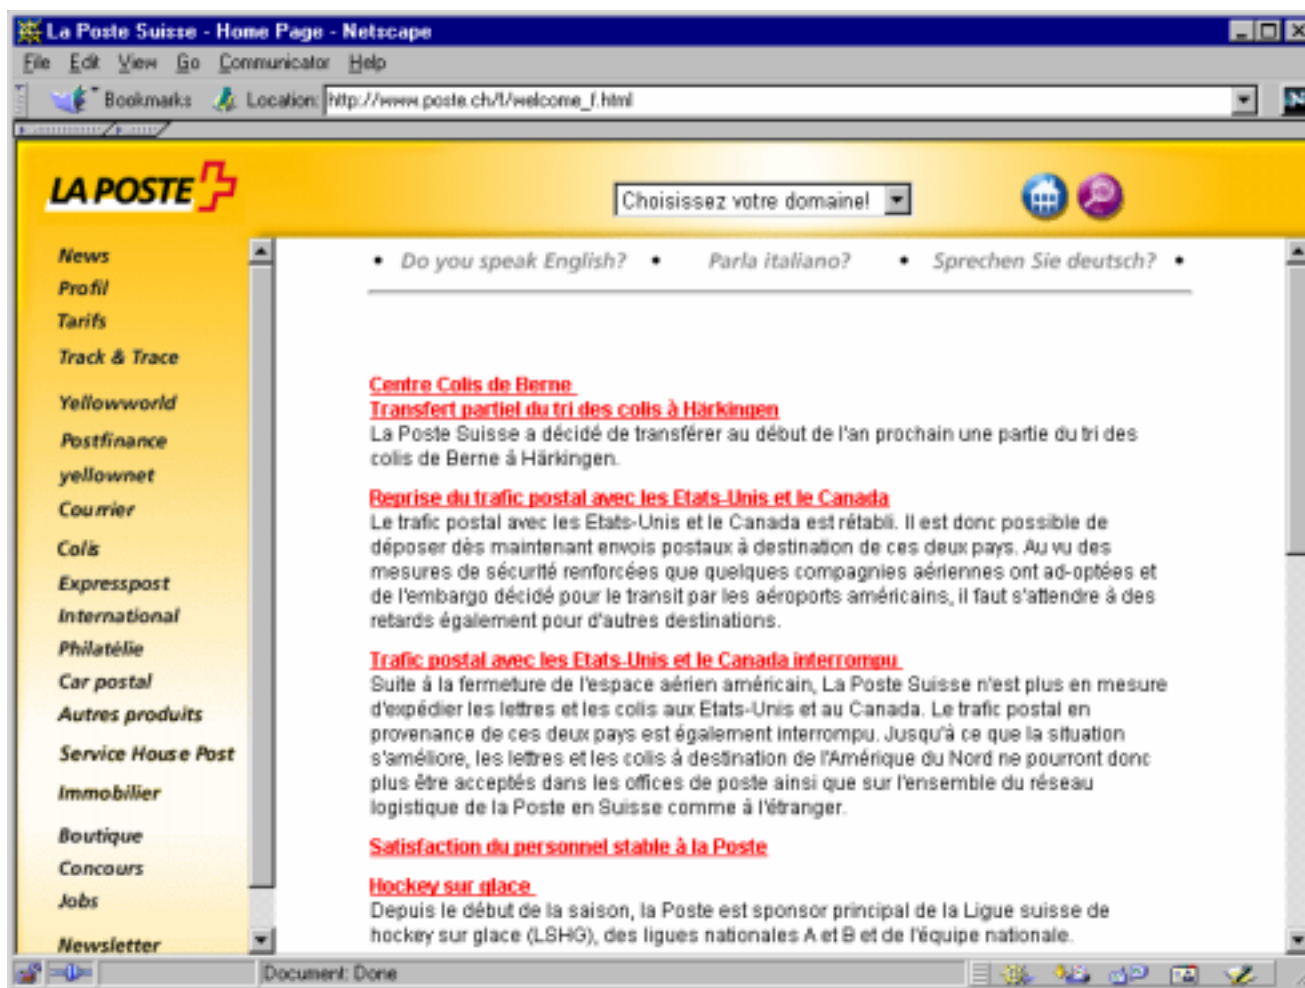 La Poste Suisse - Home Page - Netscape
File Edit View Go Communicator Help
Bookmarks Location: http://www.poste.ch/f/welcome_f.html
LA POSTE
Choisissez votre domaine!
News
Profil
Tarifs
Track & Trace
Yellowworld
Postfinance
yellownet
Courrier
Colis
Expresspost
International
Philatélie
Car postal
Autres produits
Service House Post
Immobilier
Boutique
Concours
Jobs
Newsletter
• Do you speak English? • Parla italiano? • Sprechen Sie deutsch? •
Centre Colis de Berne
Transfert partiel du tri des colis à Härkingen
La Poste Suisse a décidé de transférer au début de l'an prochain une partie du tri des
colis de Berne à Härkingen.
Reprise du trafic postal avec les Etats-Unis et le Canada
Le trafic postal avec les Etats-Unis et le Canada est rétabli. Il est donc possible de
déposer dès maintenant envois postaux à destination de ces deux pays. Au vu des
mesures de sécurité renforcées que quelques compagnies aériennes ont ad-optées et
de l'embargo décidé pour le transit par les aéroports américains, il faut s'attendre à des
retards également pour d'autres destinations.
Trafic postal avec les Etats-Unis et le Canada interrompu
Suite à la fermeture de l'espace aérien américain, La Poste Suisse n'est plus en mesure
d'expédier les lettres et les colis aux Etats-Unis et au Canada. Le trafic postal en
provenance de ces deux pays est également interrompu. Jusqu'à ce que la situation
s'améliore, les lettres et les colis à destination de l'Amérique du Nord ne pourront donc
plus être acceptés dans les offices de poste ainsi que sur l'ensemble du réseau
logistique de la Poste en Suisse comme à l'étranger.
Satisfaction du personnel stable à la Poste
Hockey sur glace
Depuis le début de la saison, la Poste est sponsor principal de la Ligue suisse de
hockey sur glace (LSHG), des ligues nationales A et B et de l'équipe nationale.
Document: Done